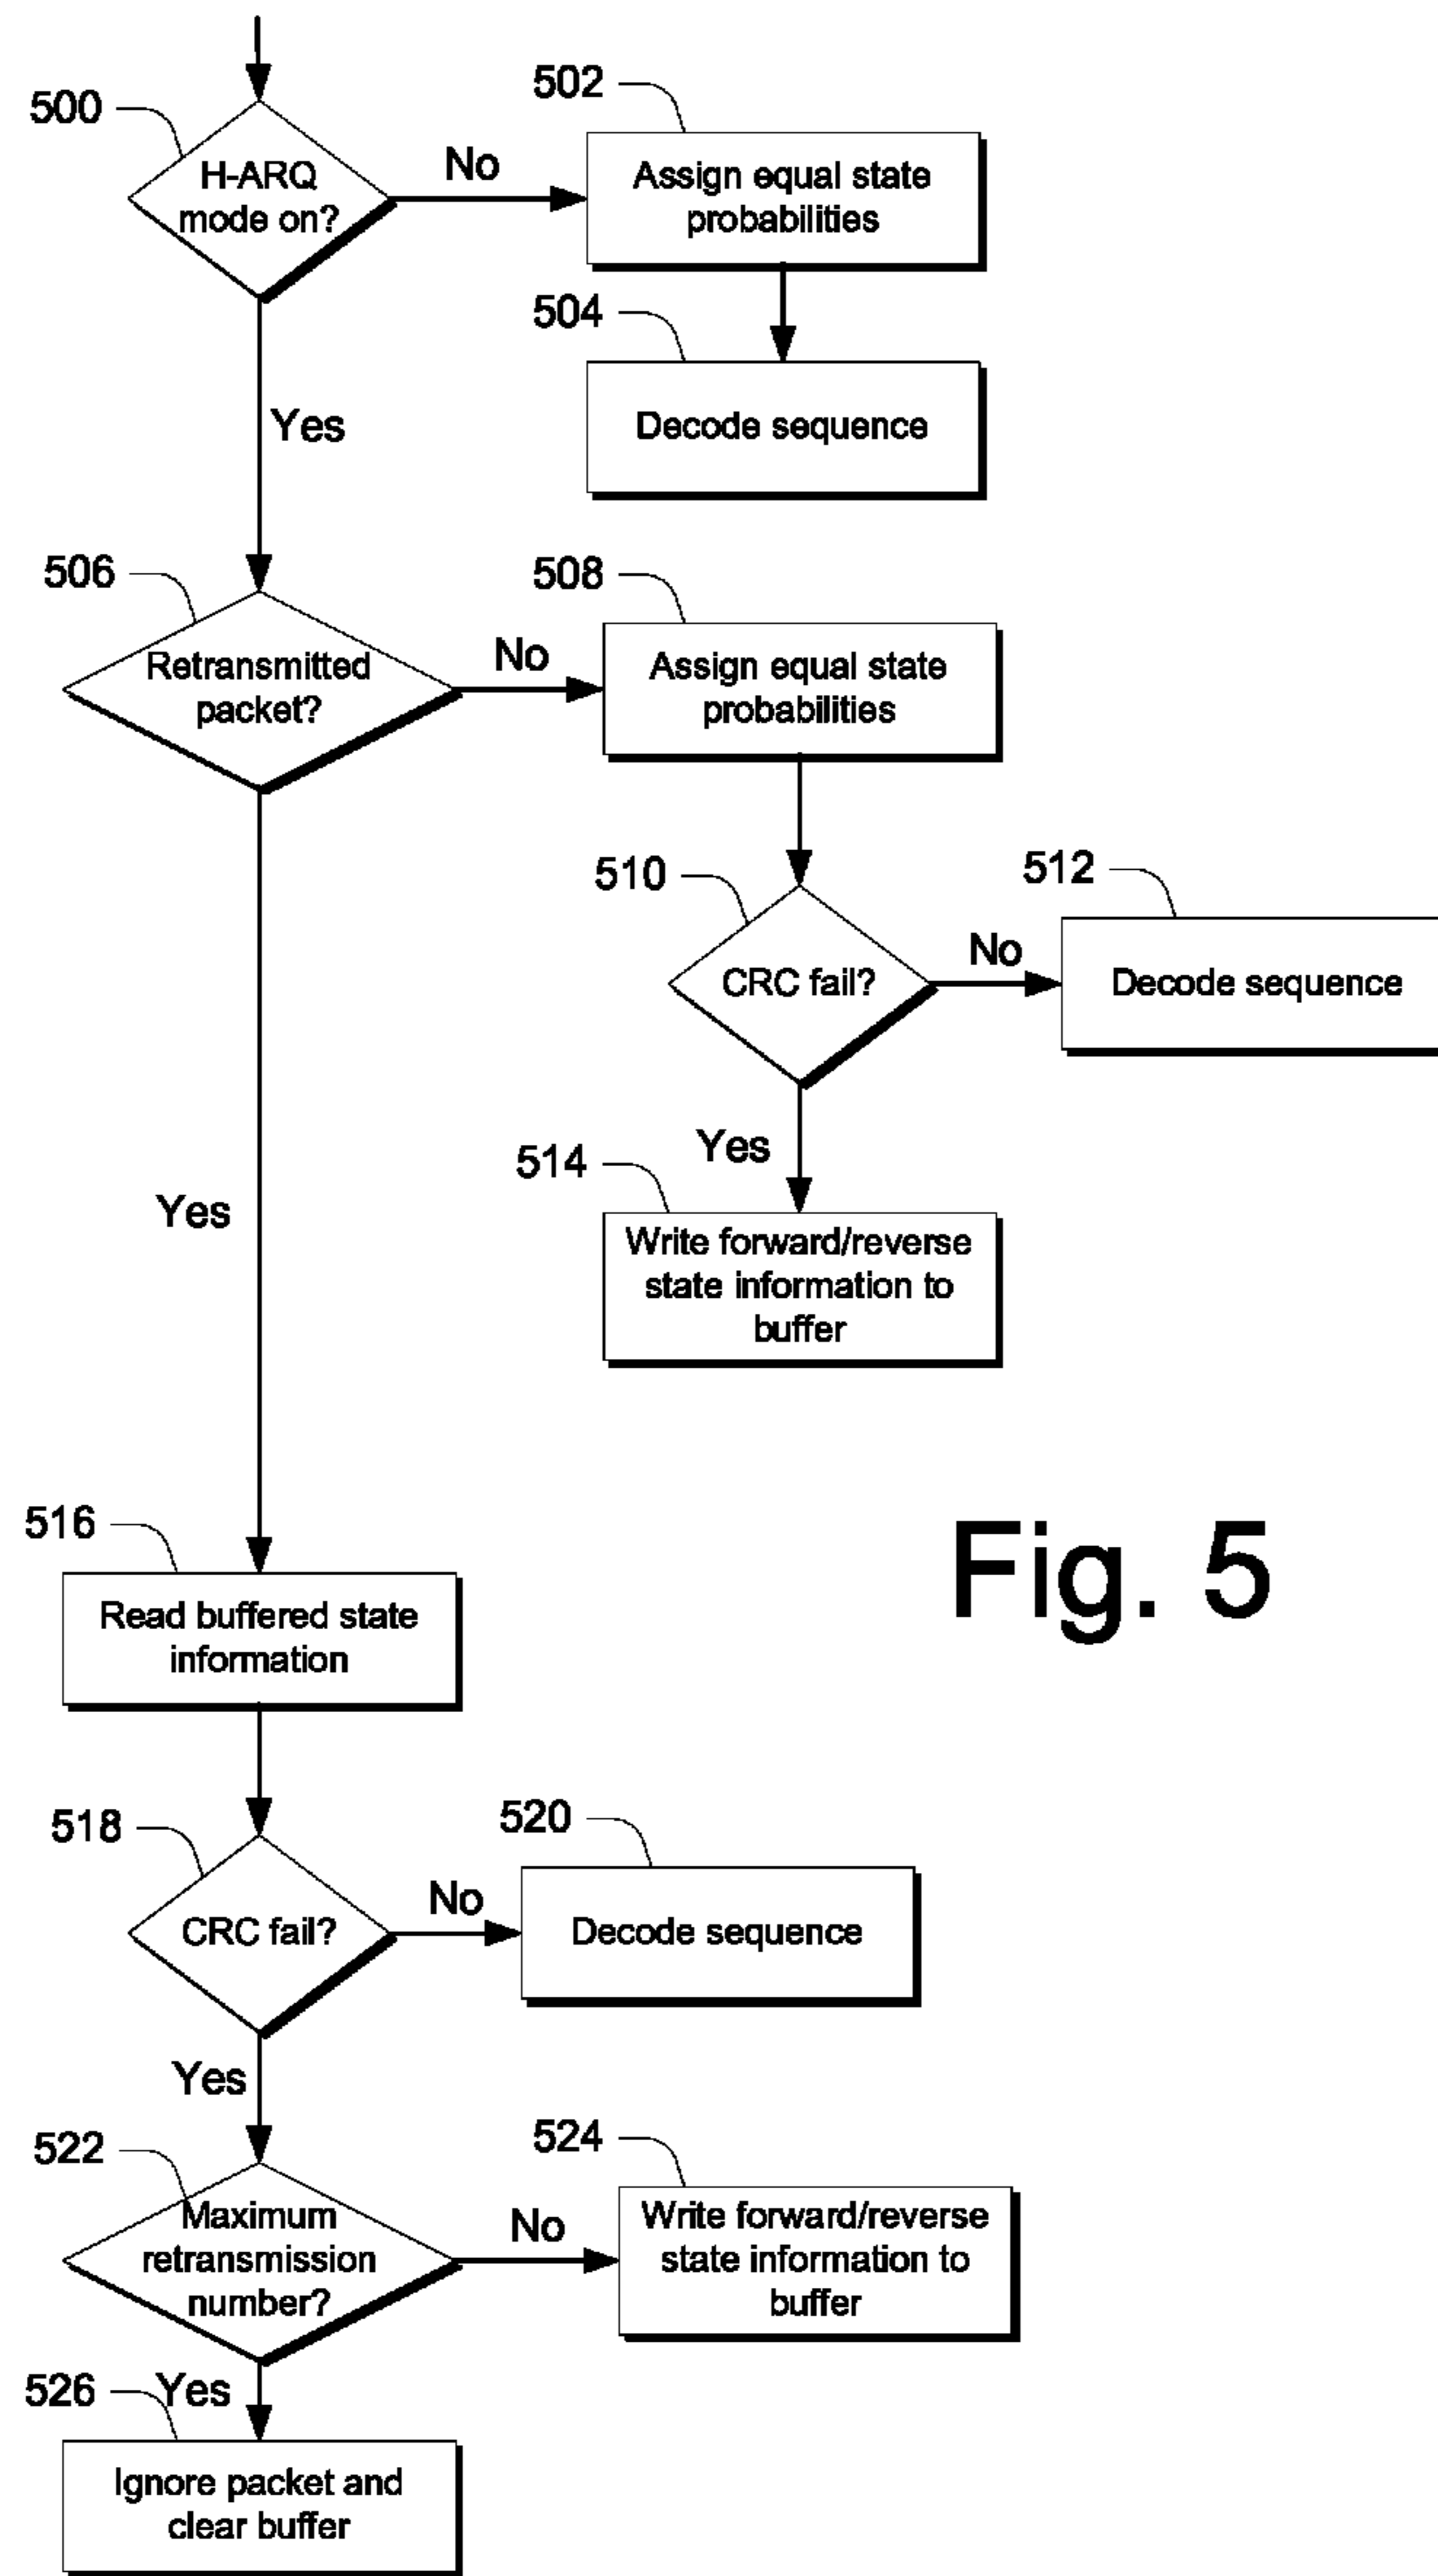 500
H-ARQ
mode on?
No
502
Assign equal state
probabilities
504
Decode sequence
Yes
506
Retransmitted
packet?
No
508
Assign equal state
probabilities
510
CRC fail?
No
512
Decode sequence
Yes
514
Write forward/reverse
state information to
buffer
Yes
516
Read buffered state
information
Fig. 5
518
CRC fail?
No
520
Decode sequence
Yes
522
Maximum
retransmission
number?
No
524
Write forward/reverse
state information to
buffer
Yes
526
Ignore packet and
clear buffer